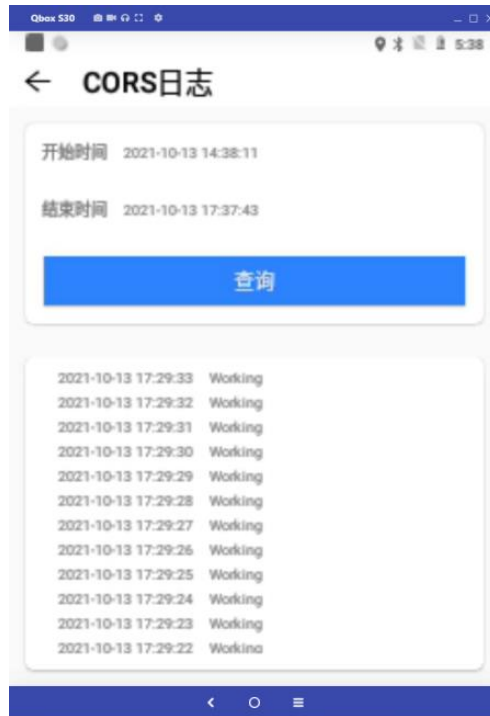 Qbox S30
5:38
CORS日志
开始时间 2021-10-13 14:38:11
结束时间 2021-10-13 17:37:43
查询
2021-10-13 17:29:33 Working
2021-10-13 17:29:32 Working
2021-10-13 17:29:31 Working
2021-10-13 17:29:30 Working
2021-10-13 17:29:29 Working
2021-10-13 17:29:28 Working
2021-10-13 17:29:27 Working
2021-10-13 17:29:26 Working
2021-10-13 17:29:25 Working
2021-10-13 17:29:24 Working
2021-10-13 17:29:23 Working
2021-10-13 17:29:22 Working